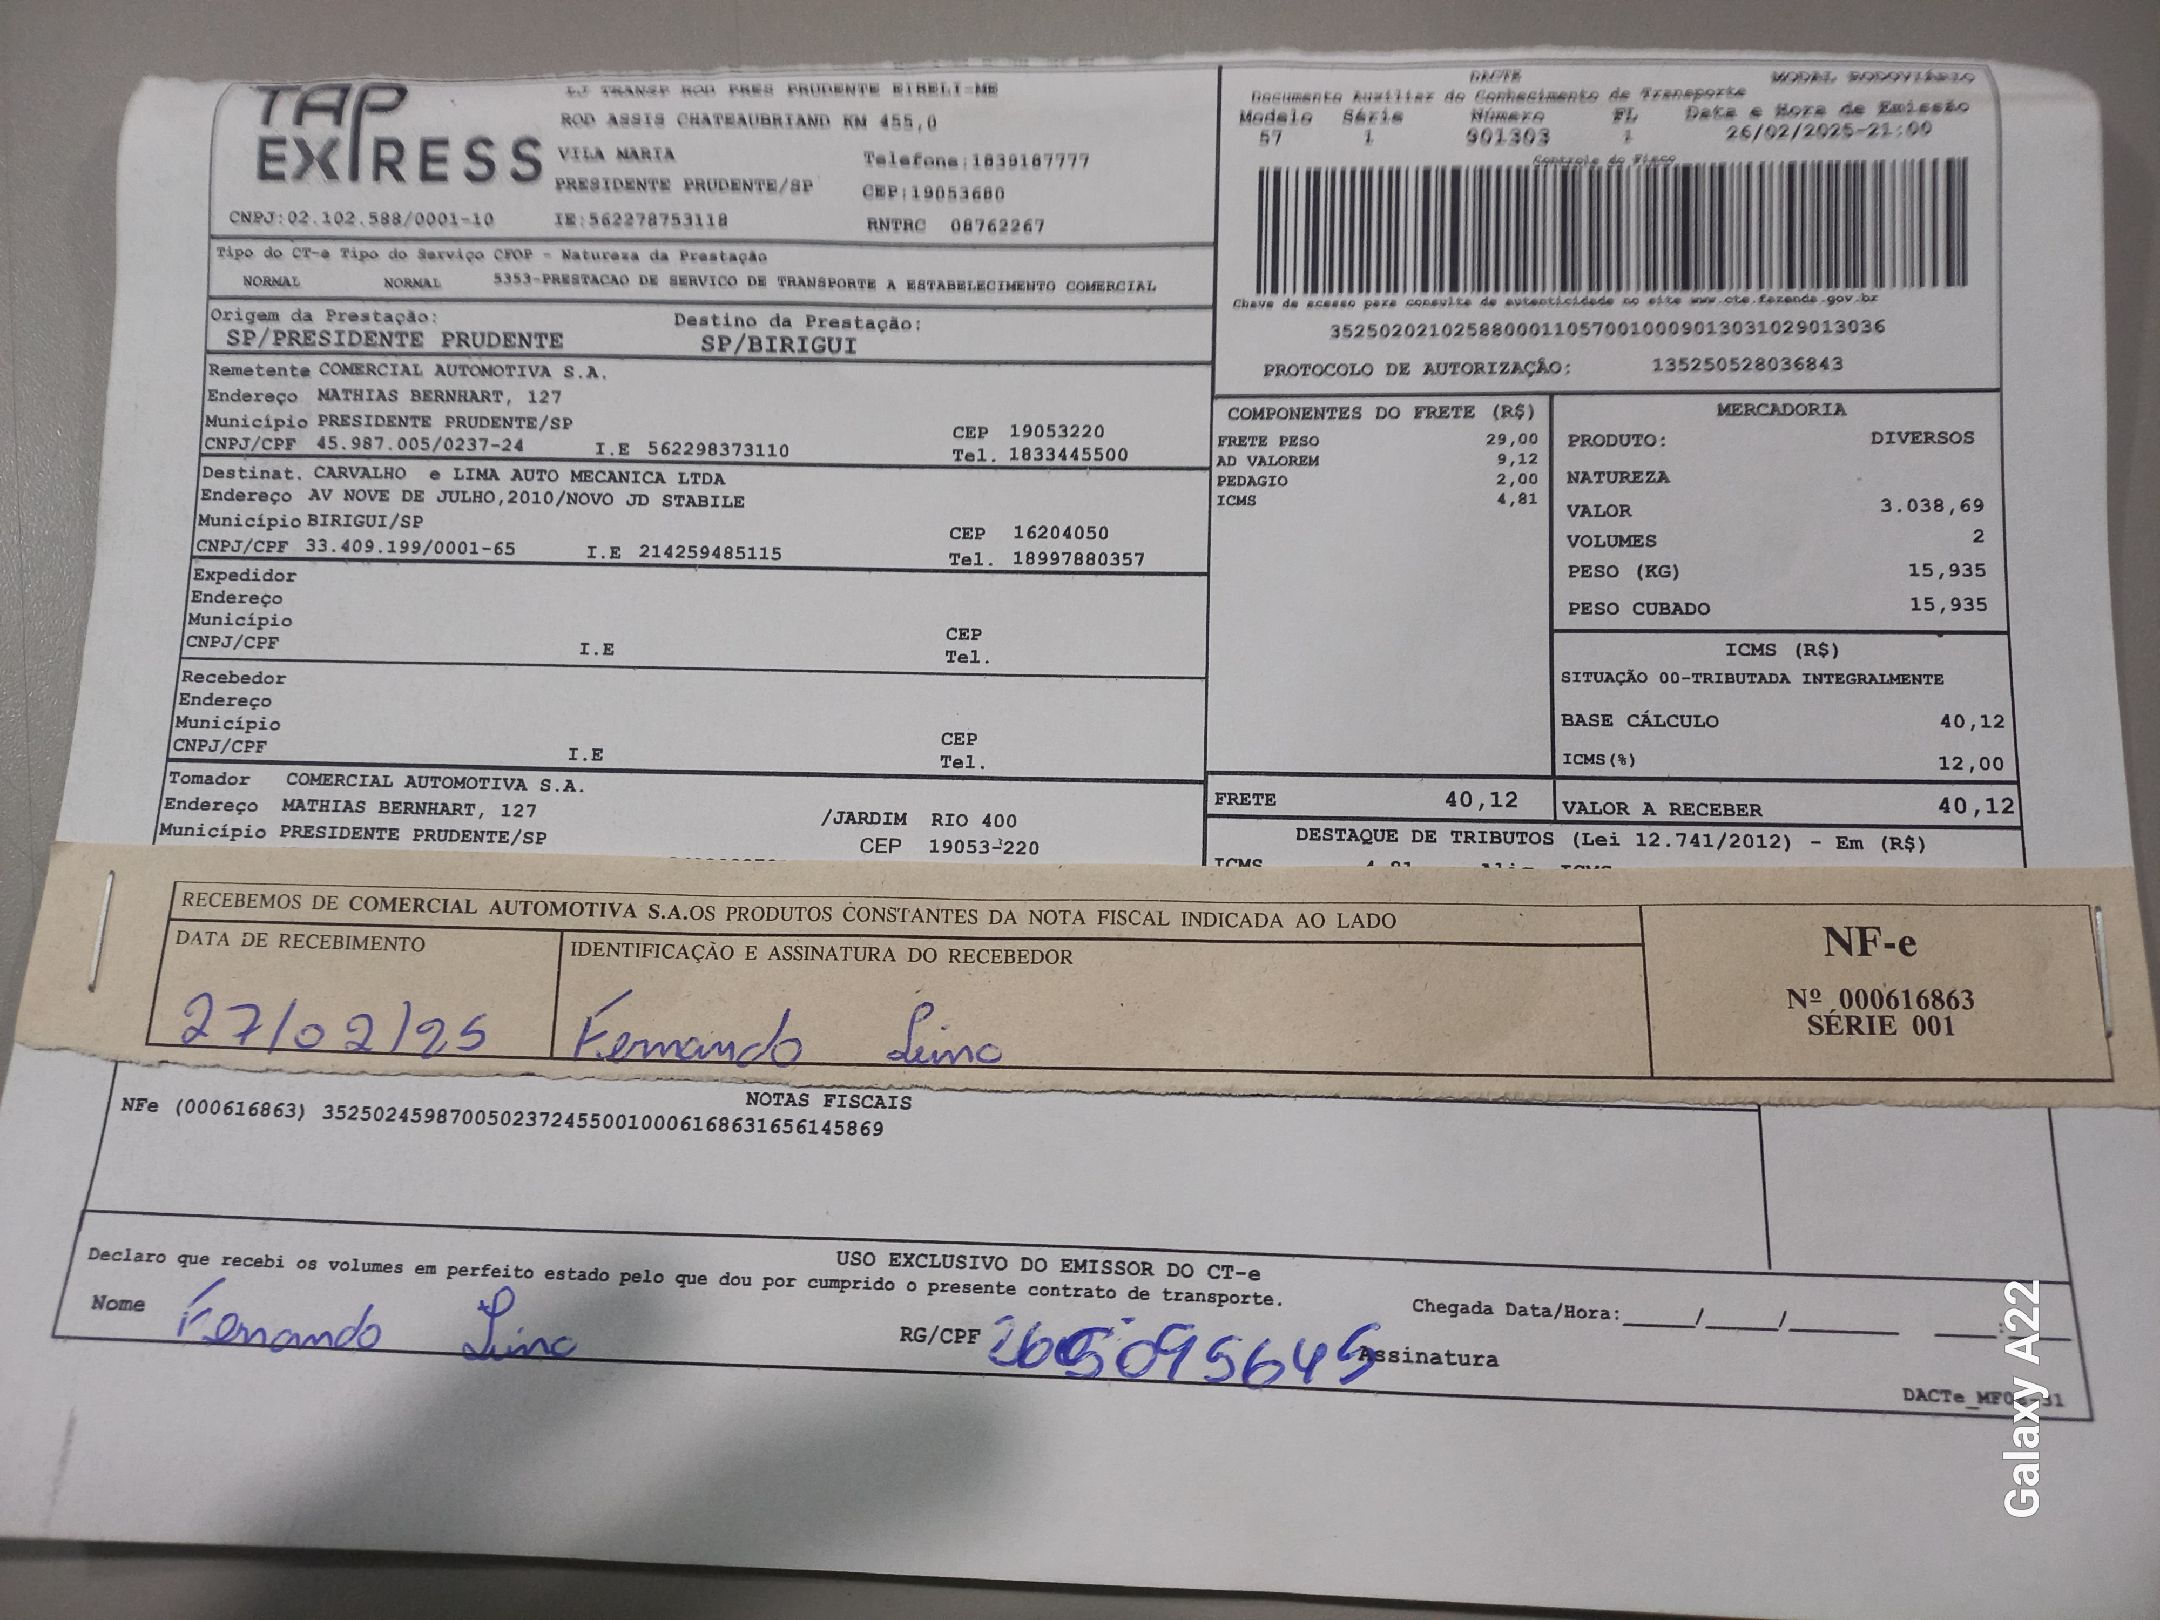 TAP
EXPRESS
LJ TRANSP ROD PRES PRUDENTE EIRELI-ME
ROD ASSIS CHATEAUBRIAND KM 455,0
VILA MARIA Telefone:1839187777
PRESIDENTE PRUDENTE/SP CEP:19053680
CNPJ:02.102.588/0001-10 IE:562278753118 RNTRC 08762267
DACTE MODAL RODOVIÁRIO
Documento Auxiliar do Conhecimento de Transporte
Modelo Série Número FL Data e Hora de Emissão
57 1 901303 1 26/02/2025-21:00
Controle do Fisco
Chave de acesso para consulta de autenticidade no site www.cte.fazenda.gov.br
35250202102588000110570010009013031029013036
PROTOCOLO DE AUTORIZAÇÃO: 135250528036843
Tipo do CT-e Tipo do Serviço CFOP - Natureza da Prestação
NORMAL NORMAL 5353-PRESTACAO DE SERVICO DE TRANSPORTE A ESTABELECIMENTO COMERCIAL
Origem da Prestação: Destino da Prestação:
SP/PRESIDENTE PRUDENTE SP/BIRIGUI
Remetente COMERCIAL AUTOMOTIVA S.A.
Endereço MATHIAS BERNHART, 127
Município PRESIDENTE PRUDENTE/SP CEP 19053220
CNPJ/CPF 45.987.005/0237-24 I.E 562298373110 Tel. 1833445500
Destinat. CARVALHO e LIMA AUTO MECANICA LTDA
Endereço AV NOVE DE JULHO,2010/NOVO JD STABILE
Município BIRIGUI/SP CEP 16204050
CNPJ/CPF 33.409.199/0001-65 I.E 214259485115 Tel. 18997880357
Expedidor
Endereço
Município CEP
CNPJ/CPF I.E Tel.
Recebedor
Endereço
Município CEP
CNPJ/CPF I.E Tel.
Tomador COMERCIAL AUTOMOTIVA S.A.
Endereço MATHIAS BERNHART, 127 /JARDIM RIO 400
Município PRESIDENTE PRUDENTE/SP CEP 19053-220
COMPONENTES DO FRETE (R$)
FRETE PESO 29,00
AD VALOREM 9,12
PEDAGIO 2,00
ICMS 4,81
MERCADORIA
PRODUTO: DIVERSOS
NATUREZA
VALOR 3.038,69
VOLUMES 2
PESO (KG) 15,935
PESO CUBADO 15,935
ICMS (R$)
SITUAÇÃO 00-TRIBUTADA INTEGRALMENTE
BASE CÁLCULO 40,12
ICMS(%) 12,00
FRETE 40,12 VALOR A RECEBER 40,12
DESTAQUE DE TRIBUTOS (Lei 12.741/2012) - Em (R$)
RECEBEMOS DE COMERCIAL AUTOMOTIVA S.A.OS PRODUTOS CONSTANTES DA NOTA FISCAL INDICADA AO LADO
DATA DE RECEBIMENTO IDENTIFICAÇÃO E ASSINATURA DO RECEBEDOR
27/02/25 Fernando Lima
NF-e
Nº 000616863
SÉRIE 001
NOTAS FISCAIS
NFe (000616863) 35250245987005023724550010006168631656145869
USO EXCLUSIVO DO EMISSOR DO CT-e
Declaro que recebi os volumes em perfeito estado pelo que dou por cumprido o presente contrato de transporte.
Nome Fernando Lima RG/CPF Assinatura
Chegada Data/Hora:_____/_____/________ ____:____
Galaxy A22